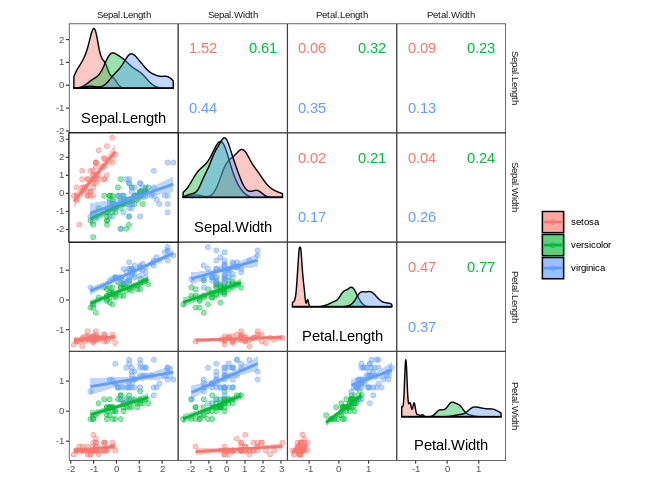 Sepal.Length Sepal.Width Petal.Length Petal.Width
2
1
0
-1
-2
1.52 0.61
0.44
0.06 0.32
0.35
0.09 0.23
0.13
Sepal.Length
Sepal.Length
3
2
1
0
-1
-2
0.02 0.21
0.17
0.04 0.24
0.26
Sepal.Width
Sepal.Width
1
0
-1
0.47 0.77
0.37
Petal.Length
Petal.Length
1
0
-1
Petal.Width
Petal.Width
-2 -1 0 1 2
-2 -1 0 1 2 3
-1 0 1
-1 0 1
setosa
versicolor
virginica